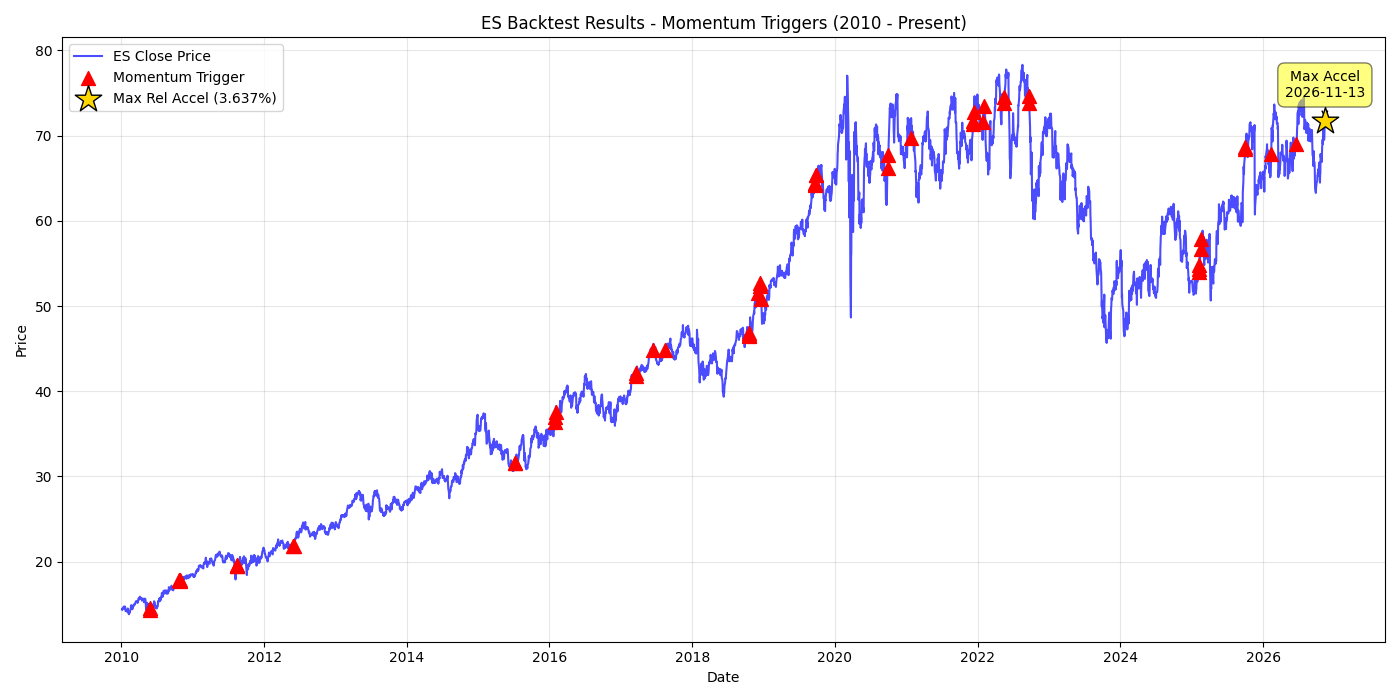 ES Backtest Results - Momentum Triggers (2010 - Present)
ES Close Price
Momentum Trigger
Max Rel Accel (3.637%)
Max Accel
2026-11-13
Price
80
70
60
50
40
30
20
2010
2012
2014
2016
2018
2020
2022
2024
2026
Date